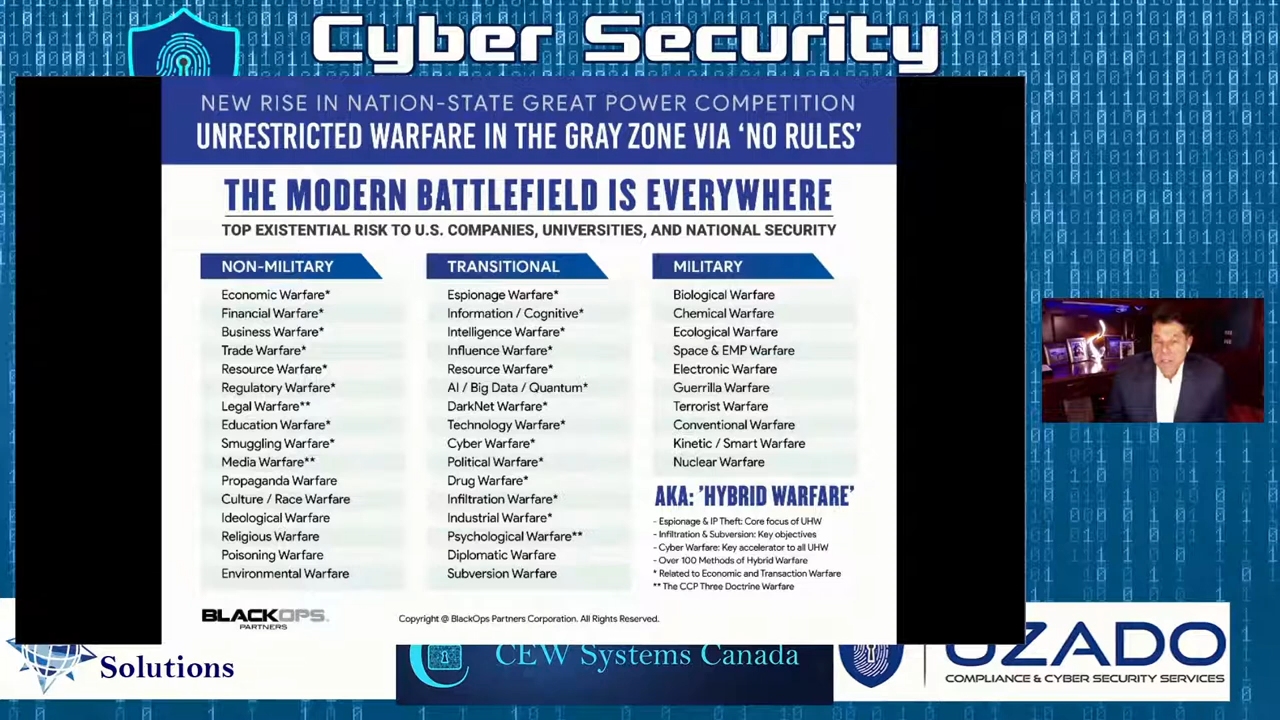 Cyber Security
NEW RISE IN NATION-STATE GREAT POWER COMPETITION
UNRESTRICTED WARFARE IN THE GRAY ZONE VIA ‘NO RULES’
THE MODERN BATTLEFIELD IS EVERYWHERE
TOP EXISTENTIAL RISK TO U.S. COMPANIES, UNIVERSITIES, AND NATIONAL SECURITY
NON-MILITARY
Economic Warfare*
Financial Warfare*
Business Warfare*
Trade Warfare*
Resource Warfare*
Regulatory Warfare*
Legal Warfare**
Education Warfare*
Smuggling Warfare*
Media Warfare**
Propaganda Warfare
Culture / Race Warfare
Ideological Warfare
Religious Warfare
Poisoning Warfare
Environmental Warfare
TRANSITIONAL
Espionage Warfare*
Information / Cognitive*
Intelligence Warfare*
Influence Warfare*
Resource Warfare*
AI / Big Data / Quantum*
DarkNet Warfare*
Technology Warfare*
Cyber Warfare*
Political Warfare*
Drug Warfare*
Infiltration Warfare*
Industrial Warfare*
Psychological Warfare**
Diplomatic Warfare
Subversion Warfare
MILITARY
Biological Warfare
Chemical Warfare
Ecological Warfare
Space & EMP Warfare
Electronic Warfare
Guerrilla Warfare
Terrorist Warfare
Conventional Warfare
Kinetic / Smart Warfare
Nuclear Warfare
AKA: ‘HYBRID WARFARE’
- Espionage & IP Theft: Core focus of UHW
- Infiltration & Subversion: Key objectives
- Cyber Warfare: Key accelerator to all UHW
- Over 100 Methods of Hybrid Warfare
* Related to Economic and Transaction Warfare
** The CCP Three Doctrine Warfare
BLACKOPS
PARTNERS
Copyright @ BlackOps Partners Corporation. All Rights Reserved.
Solutions
CEW Systems Canada
UZADO
COMPLIANCE & CYBER SECURITY SERVICES